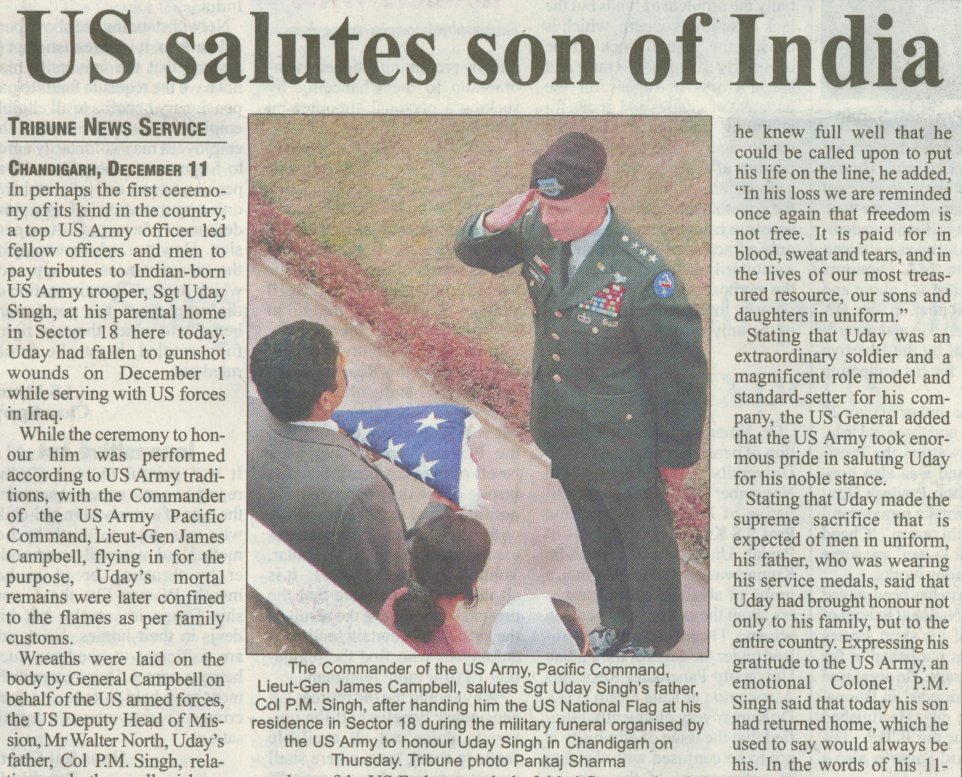 US salutes son of India
TRIBUNE NEWS SERVICE
CHANDIGARH, DECEMBER 11
In perhaps the first ceremo-
ny of its kind in the country,
a top US Army officer led
fellow officers and men to
pay tributes to Indian-born
US Army trooper, Sgt Uday
Singh, at his parental home
in Sector 18 here today.
Uday had fallen to gunshot
wounds on December 1
while serving with US forces
in Iraq.
While the ceremony to hon-
our him was performed
according to US Army tradi-
tions, with the Commander
of the US Army Pacific
Command, Lieut-Gen James
Campbell, flying in for the
purpose, Uday's mortal
remains were later confined
to the flames as per family
customs.
Wreaths were laid on the
body by General Campbell on
behalf of the US armed forces,
the US Deputy Head of Mis-
sion, Mr Walter North, Uday's
father, Col P.M. Singh, rela-
The Commander of the US Army, Pacific Command,
Lieut-Gen James Campbell, salutes Sgt Uday Singh's father,
Col P.M. Singh, after handing him the US National Flag at his
residence in Sector 18 during the military funeral organised by
the US Army to honour Uday Singh in Chandigarh on
Thursday. Tribune photo Pankaj Sharma
he knew full well that he
could be called upon to put
his life on the line, he added,
“In his loss we are reminded
once again that freedom is
not free. It is paid for in
blood, sweat and tears, and in
the lives of our most treas-
ured resource, our sons and
daughters in uniform.”
Stating that Uday was an
extraordinary soldier and a
magnificent role model and
standard-setter for his com-
pany, the US General added
that the US Army took enor-
mous pride in saluting Uday
for his noble stance.
Stating that Uday made the
supreme sacrifice that is
expected of men in uniform,
his father, who was wearing
his service medals, said that
Uday had brought honour not
only to his family, but to the
entire country. Expressing his
gratitude to the US Army, an
emotional Colonel P.M.
Singh said that today his son
had returned home, which he
used to say would always be
his. In the words of his 11-